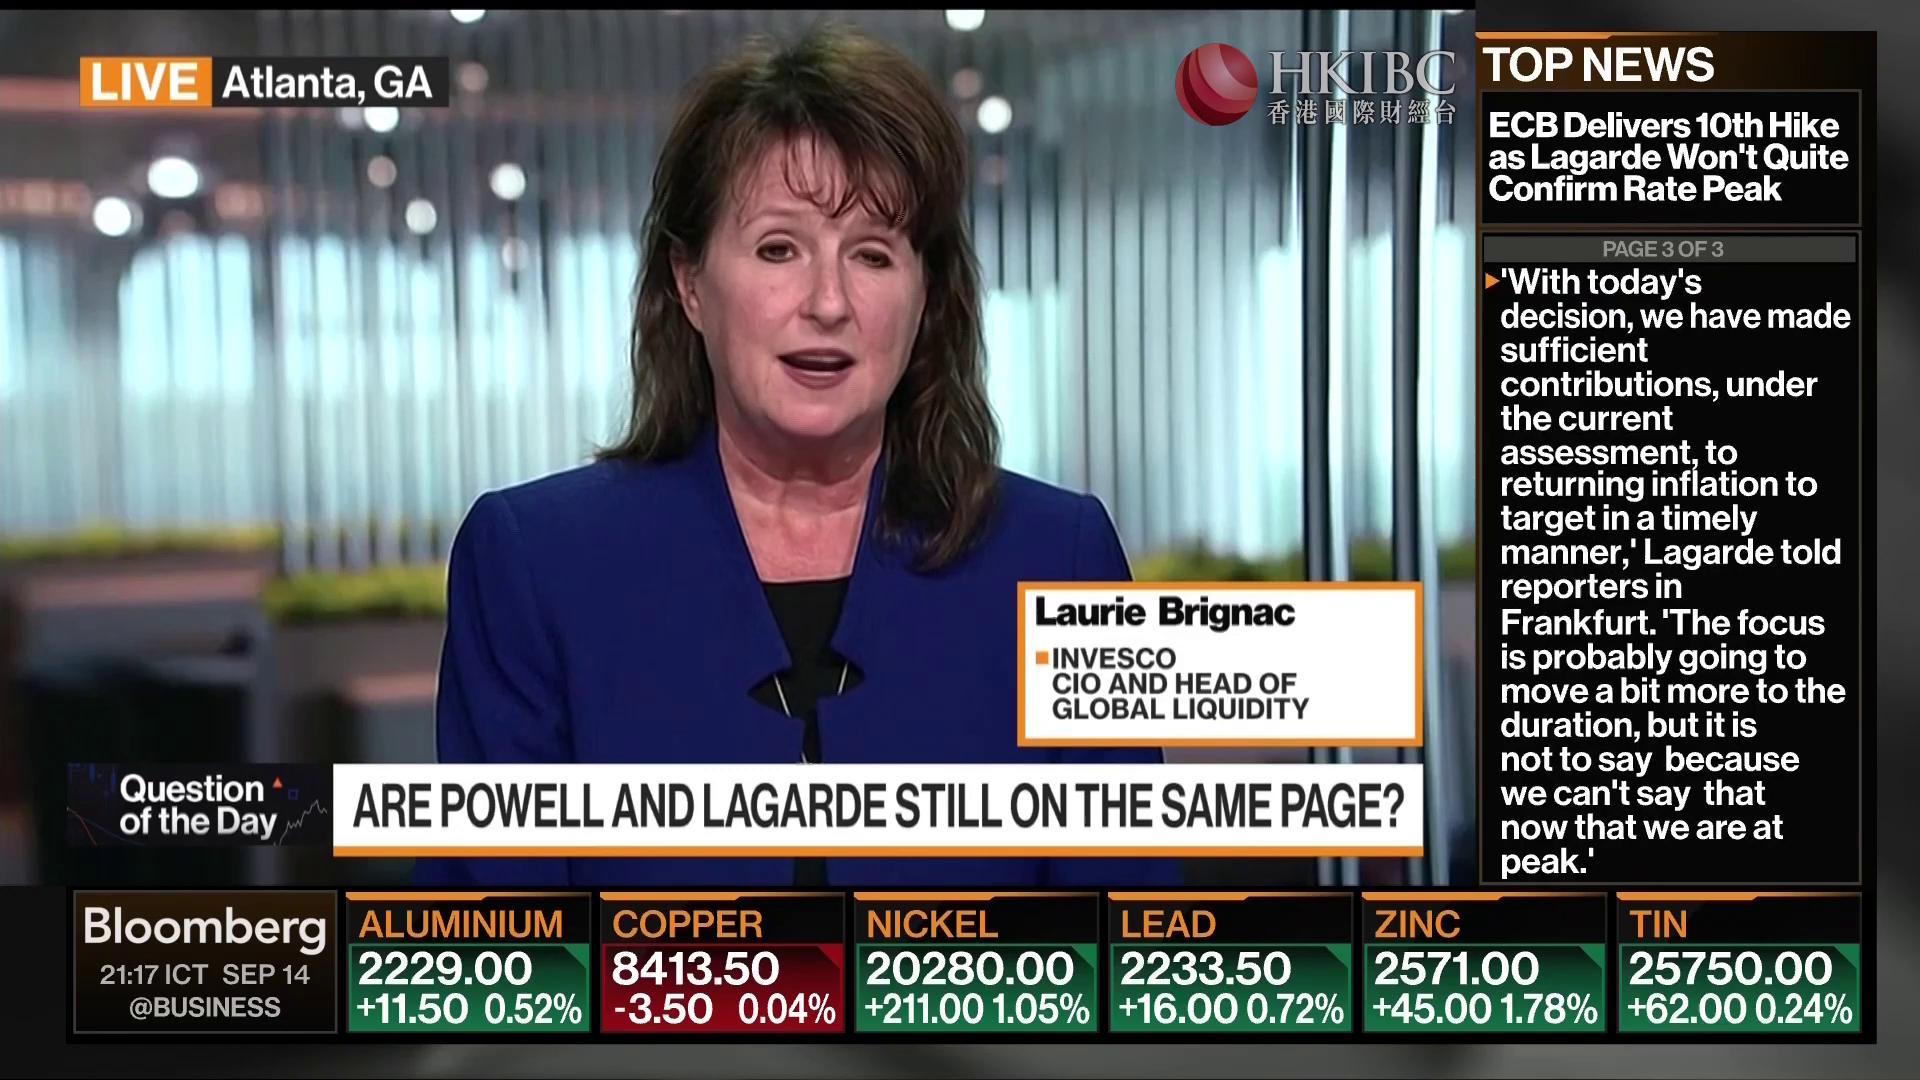 LIVE Atlanta, GA
HKIBC
香港國際財經台
TOP NEWS
ECB Delivers 10th Hike
as Lagarde Won't Quite
Confirm Rate Peak
PAGE 3 OF 3
'With today's
decision, we have made
sufficient
contributions, under
the current
assessment, to
returning inflation to
target in a timely
manner,' Lagarde told
reporters in
Frankfurt. 'The focus
is probably going to
move a bit more to the
duration, but it is
not to say because
we can't say that
now that we are at
peak.'
Laurie Brignac
INVESCO
CIO AND HEAD OF
GLOBAL LIQUIDITY
Question
of the Day
ARE POWELL AND LAGARDE STILL ON THE SAME PAGE?
Bloomberg
21:17 ICT SEP 14
@BUSINESS
ALUMINIUM
2229.00
+11.50 0.52%
COPPER
8413.50
-3.50 0.04%
NICKEL
20280.00
+211.00 1.05%
LEAD
2233.50
+16.00 0.72%
ZINC
2571.00
+45.00 1.78%
TIN
25750.00
+62.00 0.24%